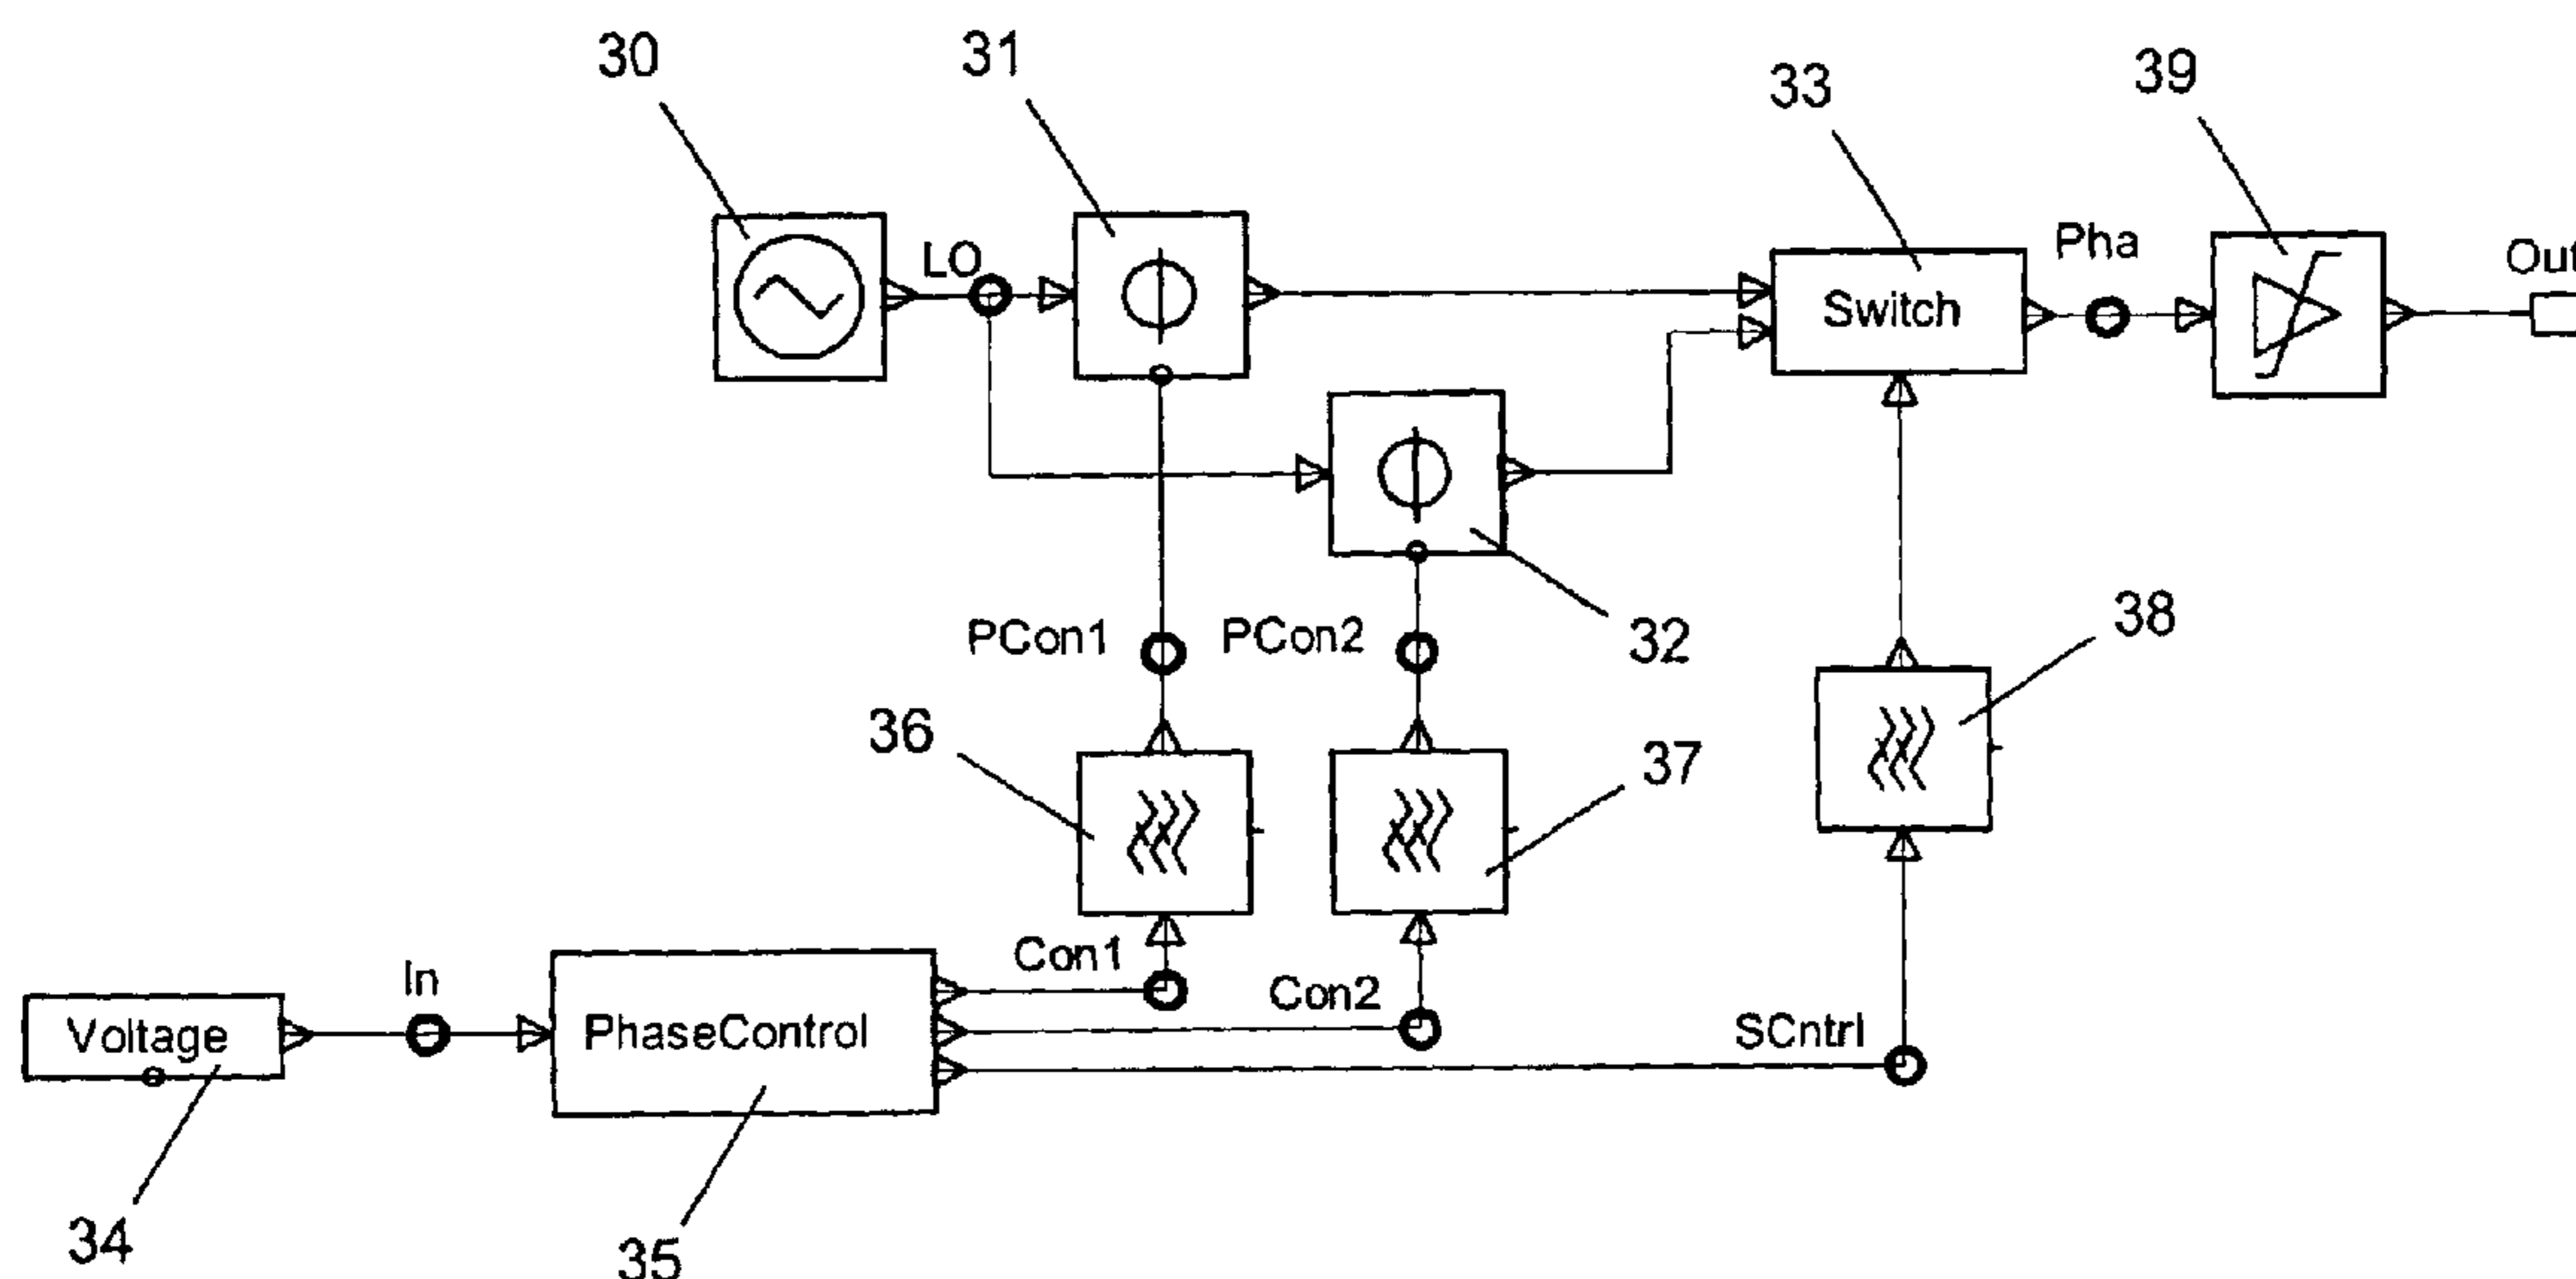 30
31
33
39
LO
Pha
Out
Switch
32
38
PCon1
PCon2
36
37
Con1
Con2
In
SCntrl
Voltage
PhaseControl
34
35